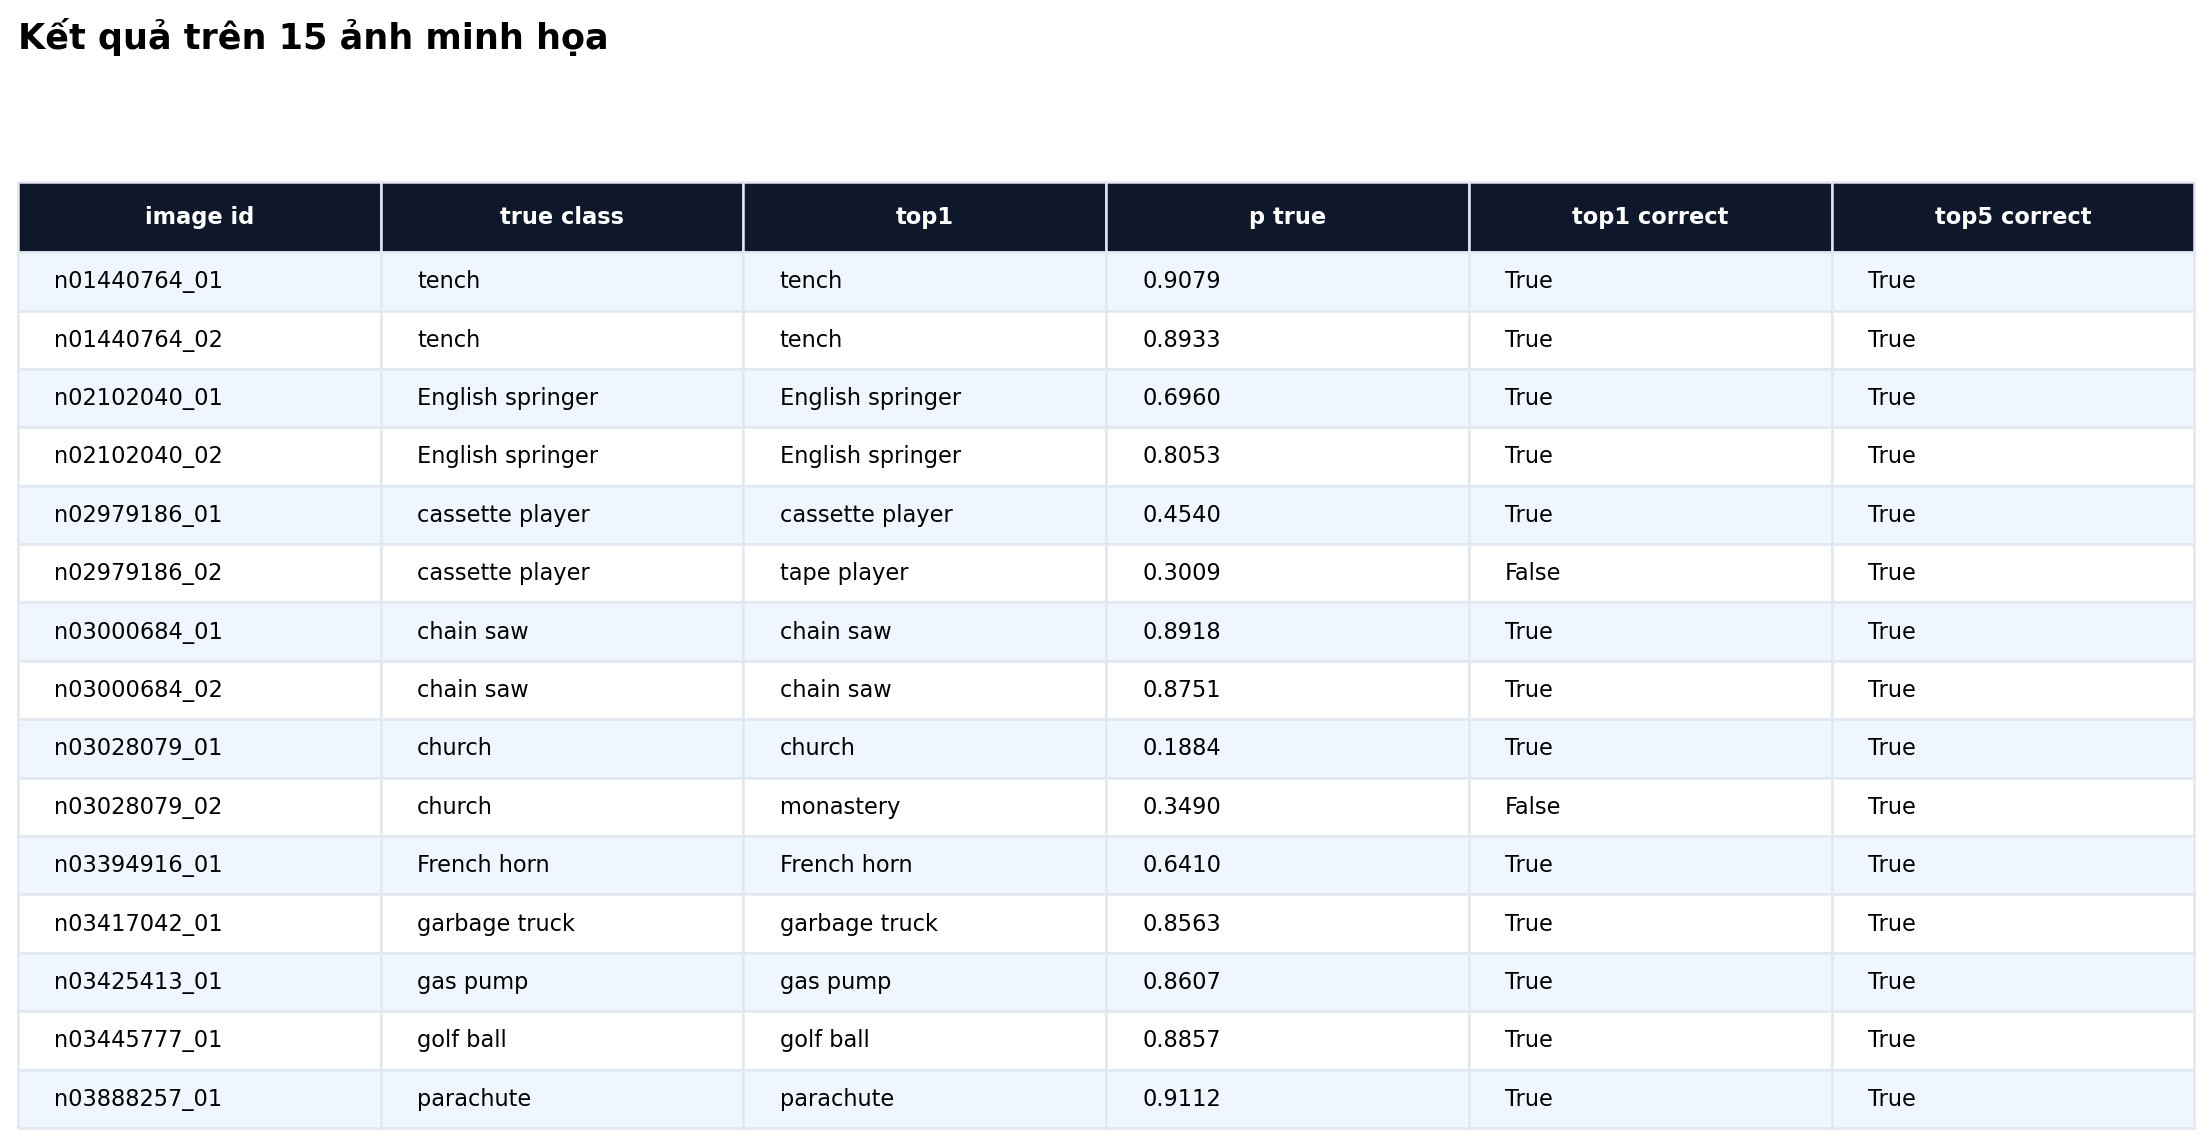 Kết quả trên 15 ảnh minh họa
image id true class top1 p true top1 correct top5 correct
n01440764_01 tench tench 0.9079 True True
n01440764_02 tench tench 0.8933 True True
n02102040_01 English springer English springer 0.6960 True True
n02102040_02 English springer English springer 0.8053 True True
n02979186_01 cassette player cassette player 0.4540 True True
n02979186_02 cassette player tape player 0.3009 False True
n03000684_01 chain saw chain saw 0.8918 True True
n03000684_02 chain saw chain saw 0.8751 True True
n03028079_01 church church 0.1884 True True
n03028079_02 church monastery 0.3490 False True
n03394916_01 French horn French horn 0.6410 True True
n03417042_01 garbage truck garbage truck 0.8563 True True
n03425413_01 gas pump gas pump 0.8607 True True
n03445777_01 golf ball golf ball 0.8857 True True
n03888257_01 parachute parachute 0.9112 True True